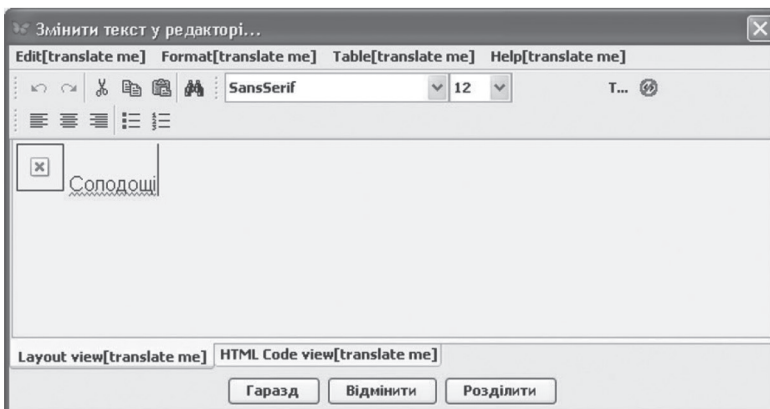 Змінити текст у редакторі...
Edit[translate me] Format[translate me] Table[translate me] Help[translate me]
SansSerif 12 T...
Соподощі
Layout view[translate me] HTML Code view[translate me]
Гаразд Відмінити Розділити